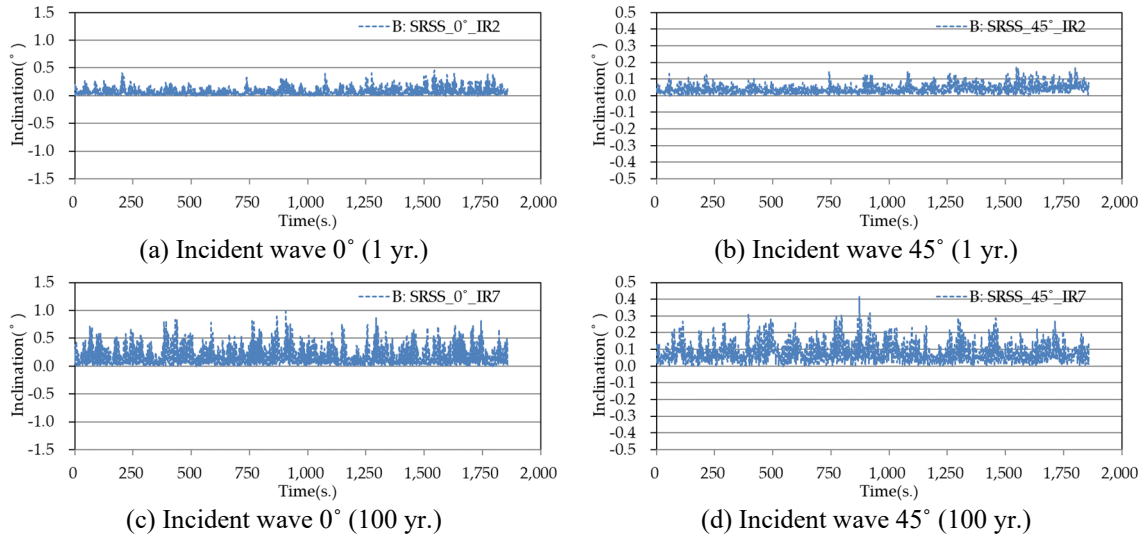 B: SRSS_0˚_IR2
Inclination(˚)
1.5
1.0
0.5
0.0
-0.5
-1.0
-1.5
0 250 500 750 1,000 1,250 1,500 1,750 2,000
Time(s.)
(a) Incident wave 0˚ (1 yr.)
B: SRSS_45˚_IR2
Inclination(˚)
0.5
0.4
0.3
0.2
0.1
0.0
-0.1
-0.2
-0.3
-0.4
-0.5
0 250 500 750 1,000 1,250 1,500 1,750 2,000
Time(s.)
(b) Incident wave 45˚ (1 yr.)
B: SRSS_0˚_IR7
Inclination(˚)
1.5
1.0
0.5
0.0
-0.5
-1.0
-1.5
0 250 500 750 1,000 1,250 1,500 1,750 2,000
Time(s.)
(c) Incident wave 0˚ (100 yr.)
B: SRSS_45˚_IR7
Inclination(˚)
0.5
0.4
0.3
0.2
0.1
0.0
-0.1
-0.2
-0.3
-0.4
-0.5
0 250 500 750 1,000 1,250 1,500 1,750 2,000
Time(s.)
(d) Incident wave 45˚ (100 yr.)